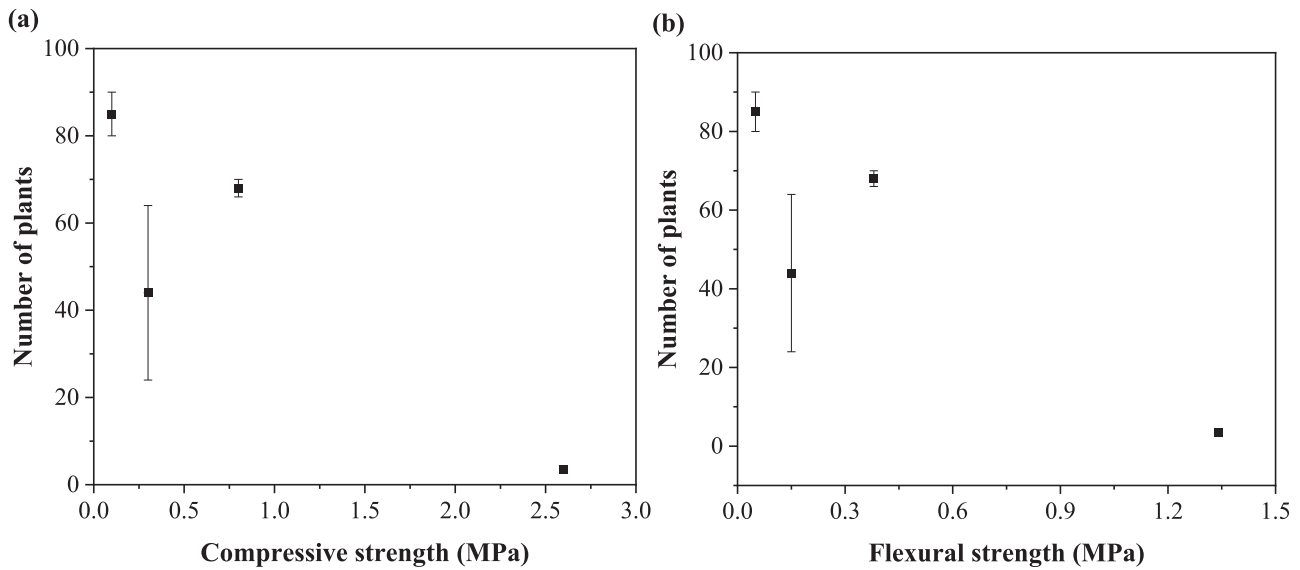 (a)
100
80
60
40
20
0
Number of plants
0.0 0.5 1.0 1.5 2.0 2.5 3.0
Compressive strength (MPa)
(b)
100
80
60
40
20
0
Number of plants
0.0 0.3 0.6 0.9 1.2 1.5
Flexural strength (MPa)